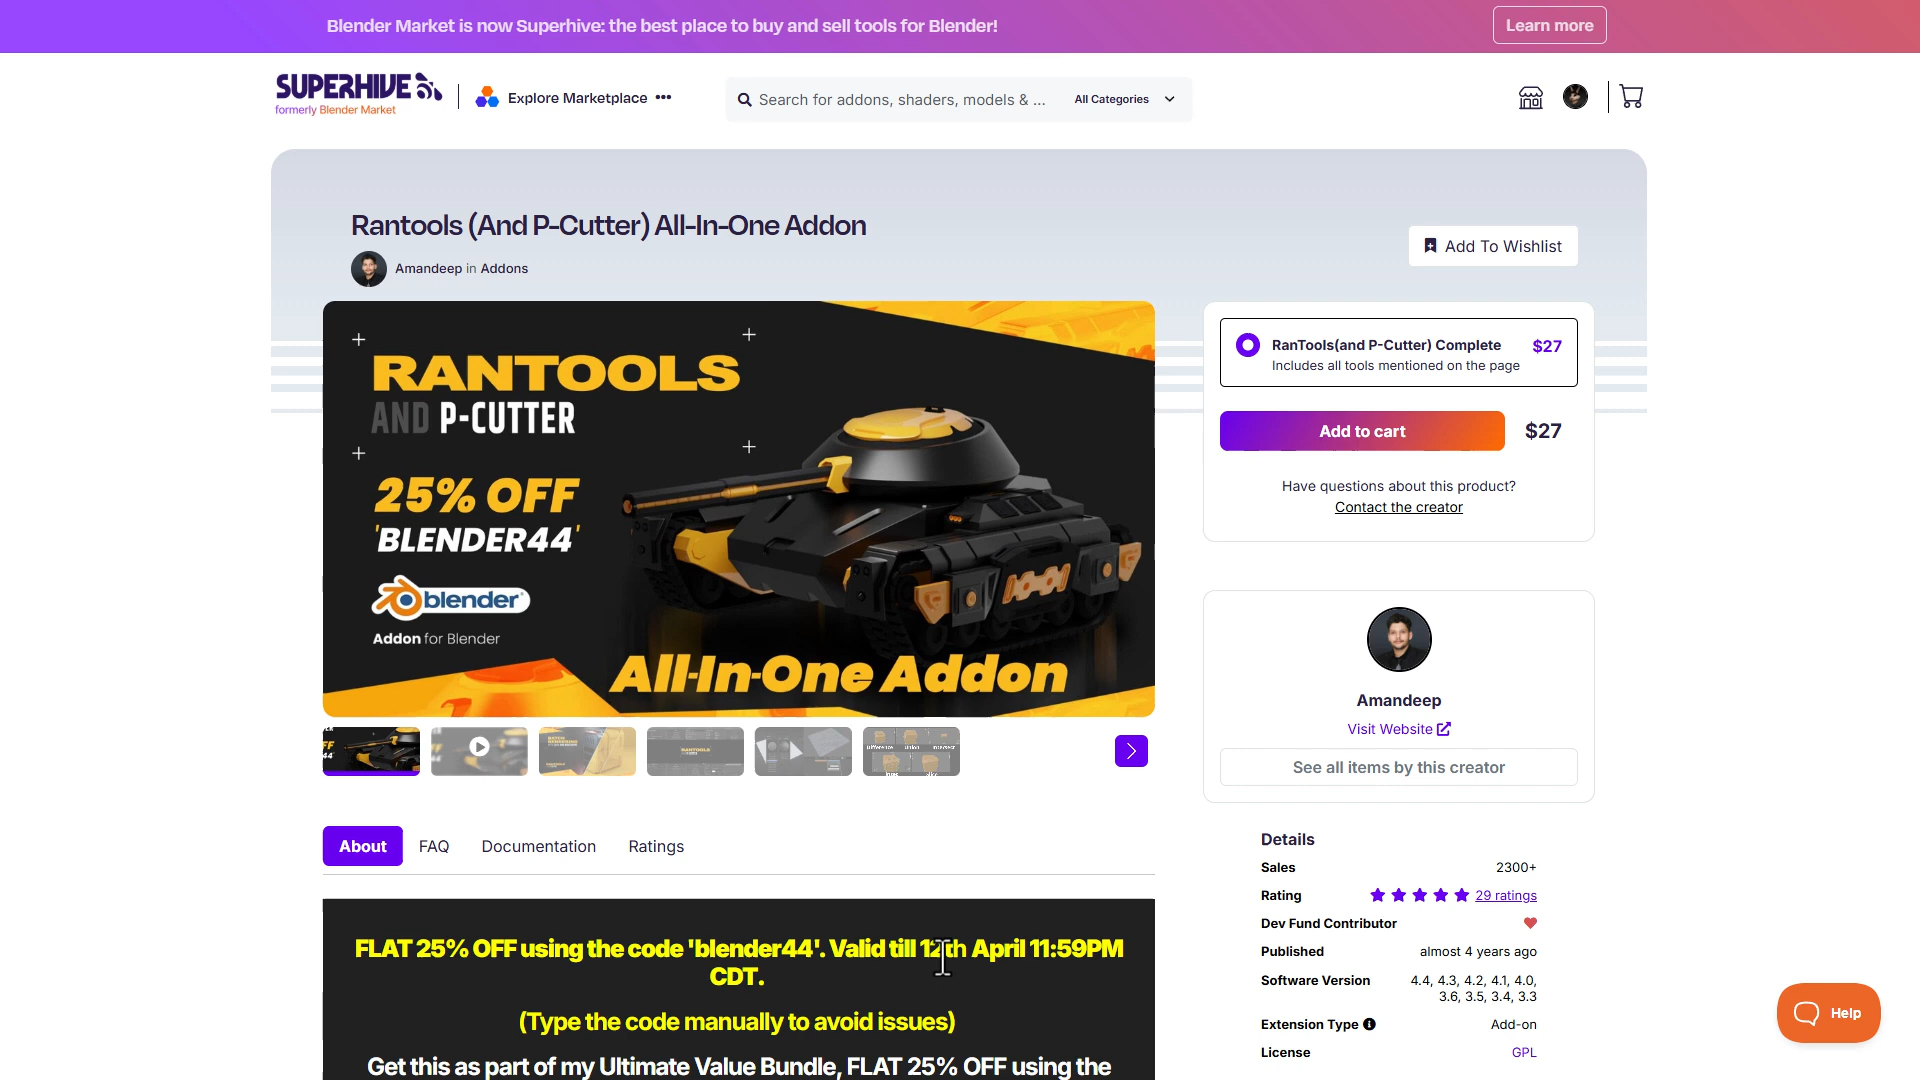 Blender Market is now Superhive: the best place to buy and sell tools for Blender!
Learn more
SUPERHIVE
formerly Blender Market
Explore Marketplace •••
Search for addons, shaders, models & ...
All Categories
Rantools (And P-Cutter) All-In-One Addon
Amandeep in Addons
Add To Wishlist
RANTOOLS
AND P-CUTTER
25% OFF
'BLENDER44'
blender
Addon for Blender
All-In-One Addon
RanTools(and P-Cutter) Complete
$27
Includes all tools mentioned on the page
Add to cart
$27
Have questions about this product?
Contact the creator
Amandeep
Visit Website
See all items by this creator
About
FAQ
Documentation
Ratings
FLAT 25% OFF using the code 'blender44'. Valid till 12th April 11:59PM
CDT.
(Type the code manually to avoid issues)
Get this as part of my Ultimate Value Bundle, FLAT 25% OFF using the
Details
Sales 2300+
Rating 29 ratings
Dev Fund Contributor
Published almost 4 years ago
Software Version 4.4, 4.3, 4.2, 4.1, 4.0,
3.6, 3.5, 3.4, 3.3
Extension Type Add-on
License GPL
Help